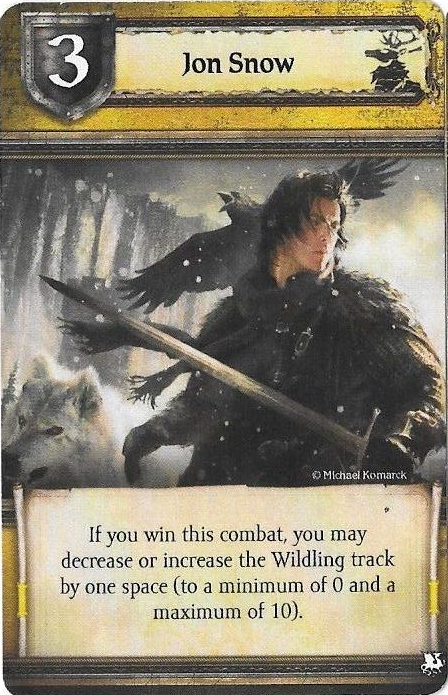 3
Jon Snow
© Michael Komarck
If you win this combat, you may
decrease or increase the Wildling track
by one space (to a minimum of 0 and a
maximum of 10).